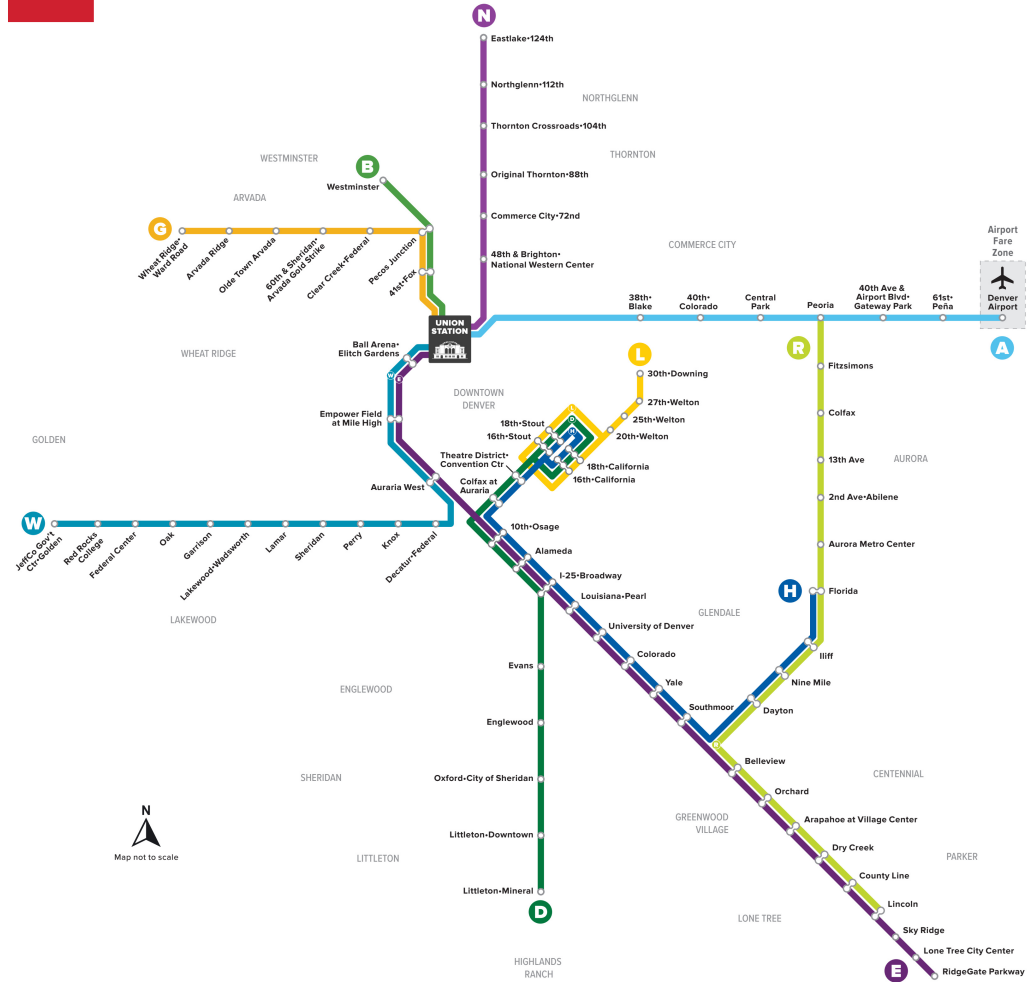 N
Eastlake•124th
Northglenn•112th
NORTHGLENN
Thornton Crossroads•104th
THORNTON
WESTMINSTER
B
Westminster
Original Thornton•88th
ARVADA
Commerce City•72nd
G
Wheat Ridge•
Ward Road
Arvada Ridge
Olde Town Arvada
60th & Sheridan•
Arvada Gold Strike
Clear Creek•Federal
Pecos Junction
41st•Fox
48th & Brighton•
National Western Center
COMMERCE CITY
Airport
Fare
Zone
Denver
Airport
38th•
Blake
40th•
Colorado
Central
Park
Peoria
40th Ave &
Airport Blvd•
Gateway Park
61st•
Peña
A
UNION
STATION
Ball Arena•
Elitch Gardens
WHEAT RIDGE
W
E
L
R
30th•Downing
Fitzsimons
DOWNTOWN
DENVER
27th•Welton
25th•Welton
20th•Welton
Colfax
L
D
H
18th•Stout
16th•Stout
Empower Field
at Mile High
GOLDEN
Theatre District•
Convention Ctr
18th•California
16th•California
13th Ave
AURORA
Colfax at
Auraria
Auraria West
2nd Ave•Abilene
W
JeffCo Gov't
Ctr•Golden
Red Rocks
College
Federal Center
Oak
Garrison
Lakewood•Wadsworth
Lamar
Sheridan
Perry
Knox
Decatur•Federal
10th•Osage
Aurora Metro Center
Alameda
I-25•Broadway
H
Florida
Louisiana•Pearl
GLENDALE
LAKEWOOD
University of Denver
Iliff
Colorado
Evans
Nine Mile
ENGLEWOOD
Yale
Southmoor
Dayton
Englewood
Belleview
SHERIDAN
Oxford•City of Sheridan
CENTENNIAL
Orchard
N
GREENWOOD
VILLAGE
Arapahoe at Village Center
Littleton•Downtown
Dry Creek
Map not to scale
LITTLETON
PARKER
County Line
Littleton•Mineral
Lincoln
D
LONE TREE
Sky Ridge
Lone Tree City Center
HIGHLANDS
RANCH
E
RidgeGate Parkway